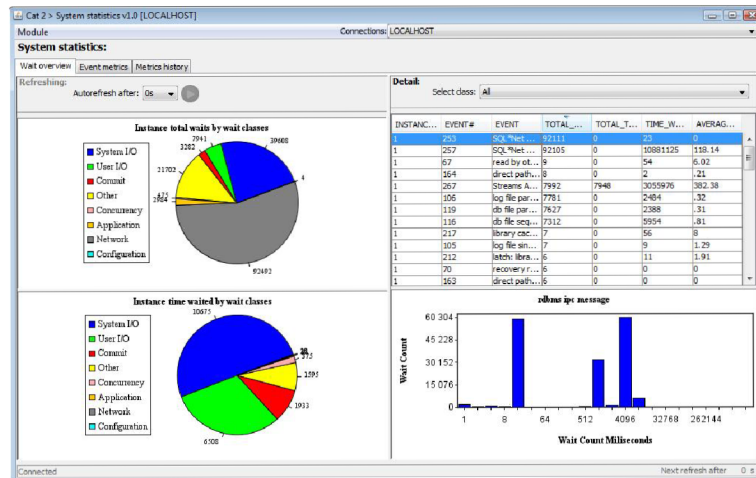 Cat 2 > System statistics v1.0 [LOCALHOST]
Module
Connections: LOCALHOST
System statistics:
Wait overview Event metrics Metrics history
Refreshing:
Autorefresh after: 0s
Instance total waits by wait classes
System I/O
User I/O
Commit
Other
Concurrency
Application
Network
Configuration
39608
7941
3282
21702
475
2984
4
92493
Instance time waited by wait classes
System I/O
User I/O
Commit
Other
Concurrency
Application
Network
Configuration
10675
575
2595
1933
6508
Detail:
Select class: All
INSTANC... EVENT# EVENT TOTAL_... TOTAL_T... TIME_W... AVERAG...
1 253 SQL*Net ... 92111 0 23 0
1 257 SQL*Net ... 92105 0 10881125 118.14
1 67 read by ot... 9 0 54 6.02
1 164 direct path... 8 0 2 .21
1 267 Streams A... 7992 7948 3055976 382.38
1 106 log file par... 7781 0 2484 .32
1 119 db file par... 7627 0 2388 .31
1 116 db file seq... 7312 0 5954 .81
1 217 library cac... 7 0 56 8
1 105 log file sin... 7 0 9 1.29
1 212 latch: libra... 6 0 11 1.91
1 70 recovery r... 6 0 0 0
1 163 direct path... 6 0 0 0
rdbms ipc message
Wait Count
60 304
45 228
30 152
15 076
0
1 8 64 512 4096 32768 262144
Wait Count Miliseconds
Connected
Next refresh after 0 s